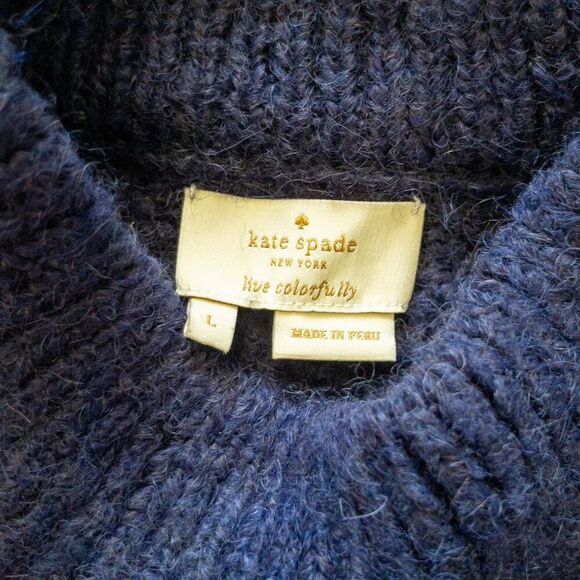 kate spade
NEW YORK
live colorfully
L
MADE IN PERU